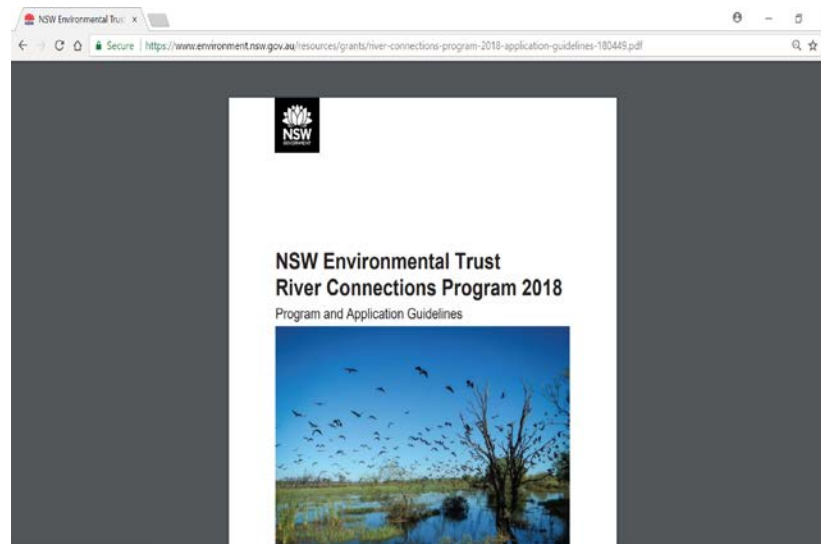 NSW Environmental Trus
Secure https://www.environment.nsw.gov.au/resources/grants/river-connections-program-2018-application-guidelines-180449.pdf
NSW
GOVERNMENT
NSW Environmental Trust
River Connections Program 2018
Program and Application Guidelines